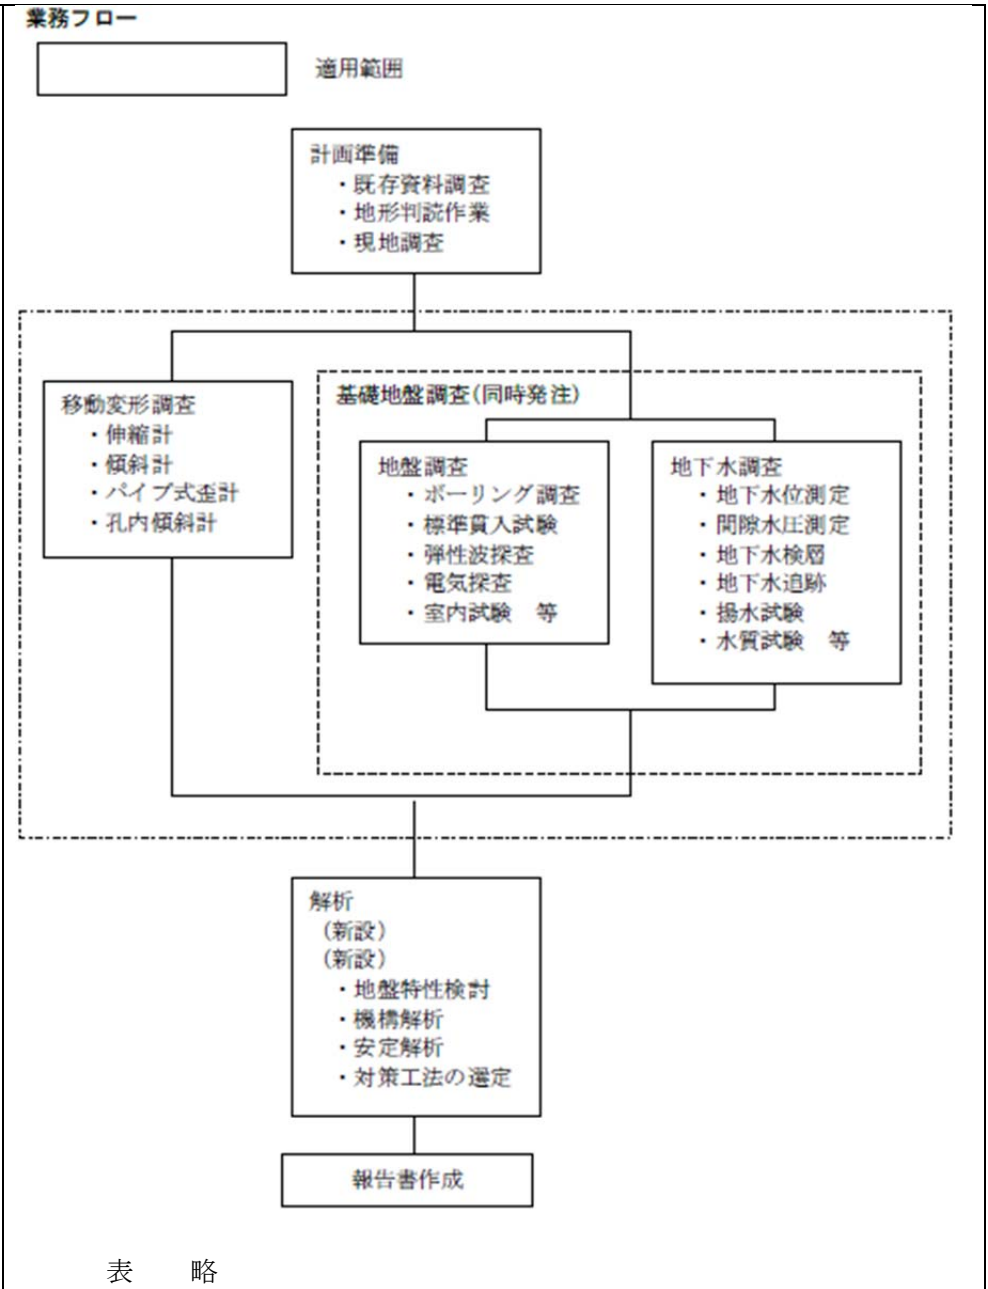 業務フロー
適用範囲
計画準備
・既存資料調査
・地形判読作業
・現地調査
移動変形調査
・伸縮計
・傾斜計
・パイプ式歪計
・孔内傾斜計
基礎地盤調査(同時発注)
地盤調査
・ボーリング調査
・標準貫入試験
・弾性波探査
・電気探査
・室内試験　等
地下水調査
・地下水位測定
・間隙水圧測定
・地下水検層
・地下水追跡
・揚水試験
・水質試験　等
解析
(新設)
(新設)
・地盤特性検討
・機構解析
・安定解析
・対策工法の選定
報告書作成
表　　略